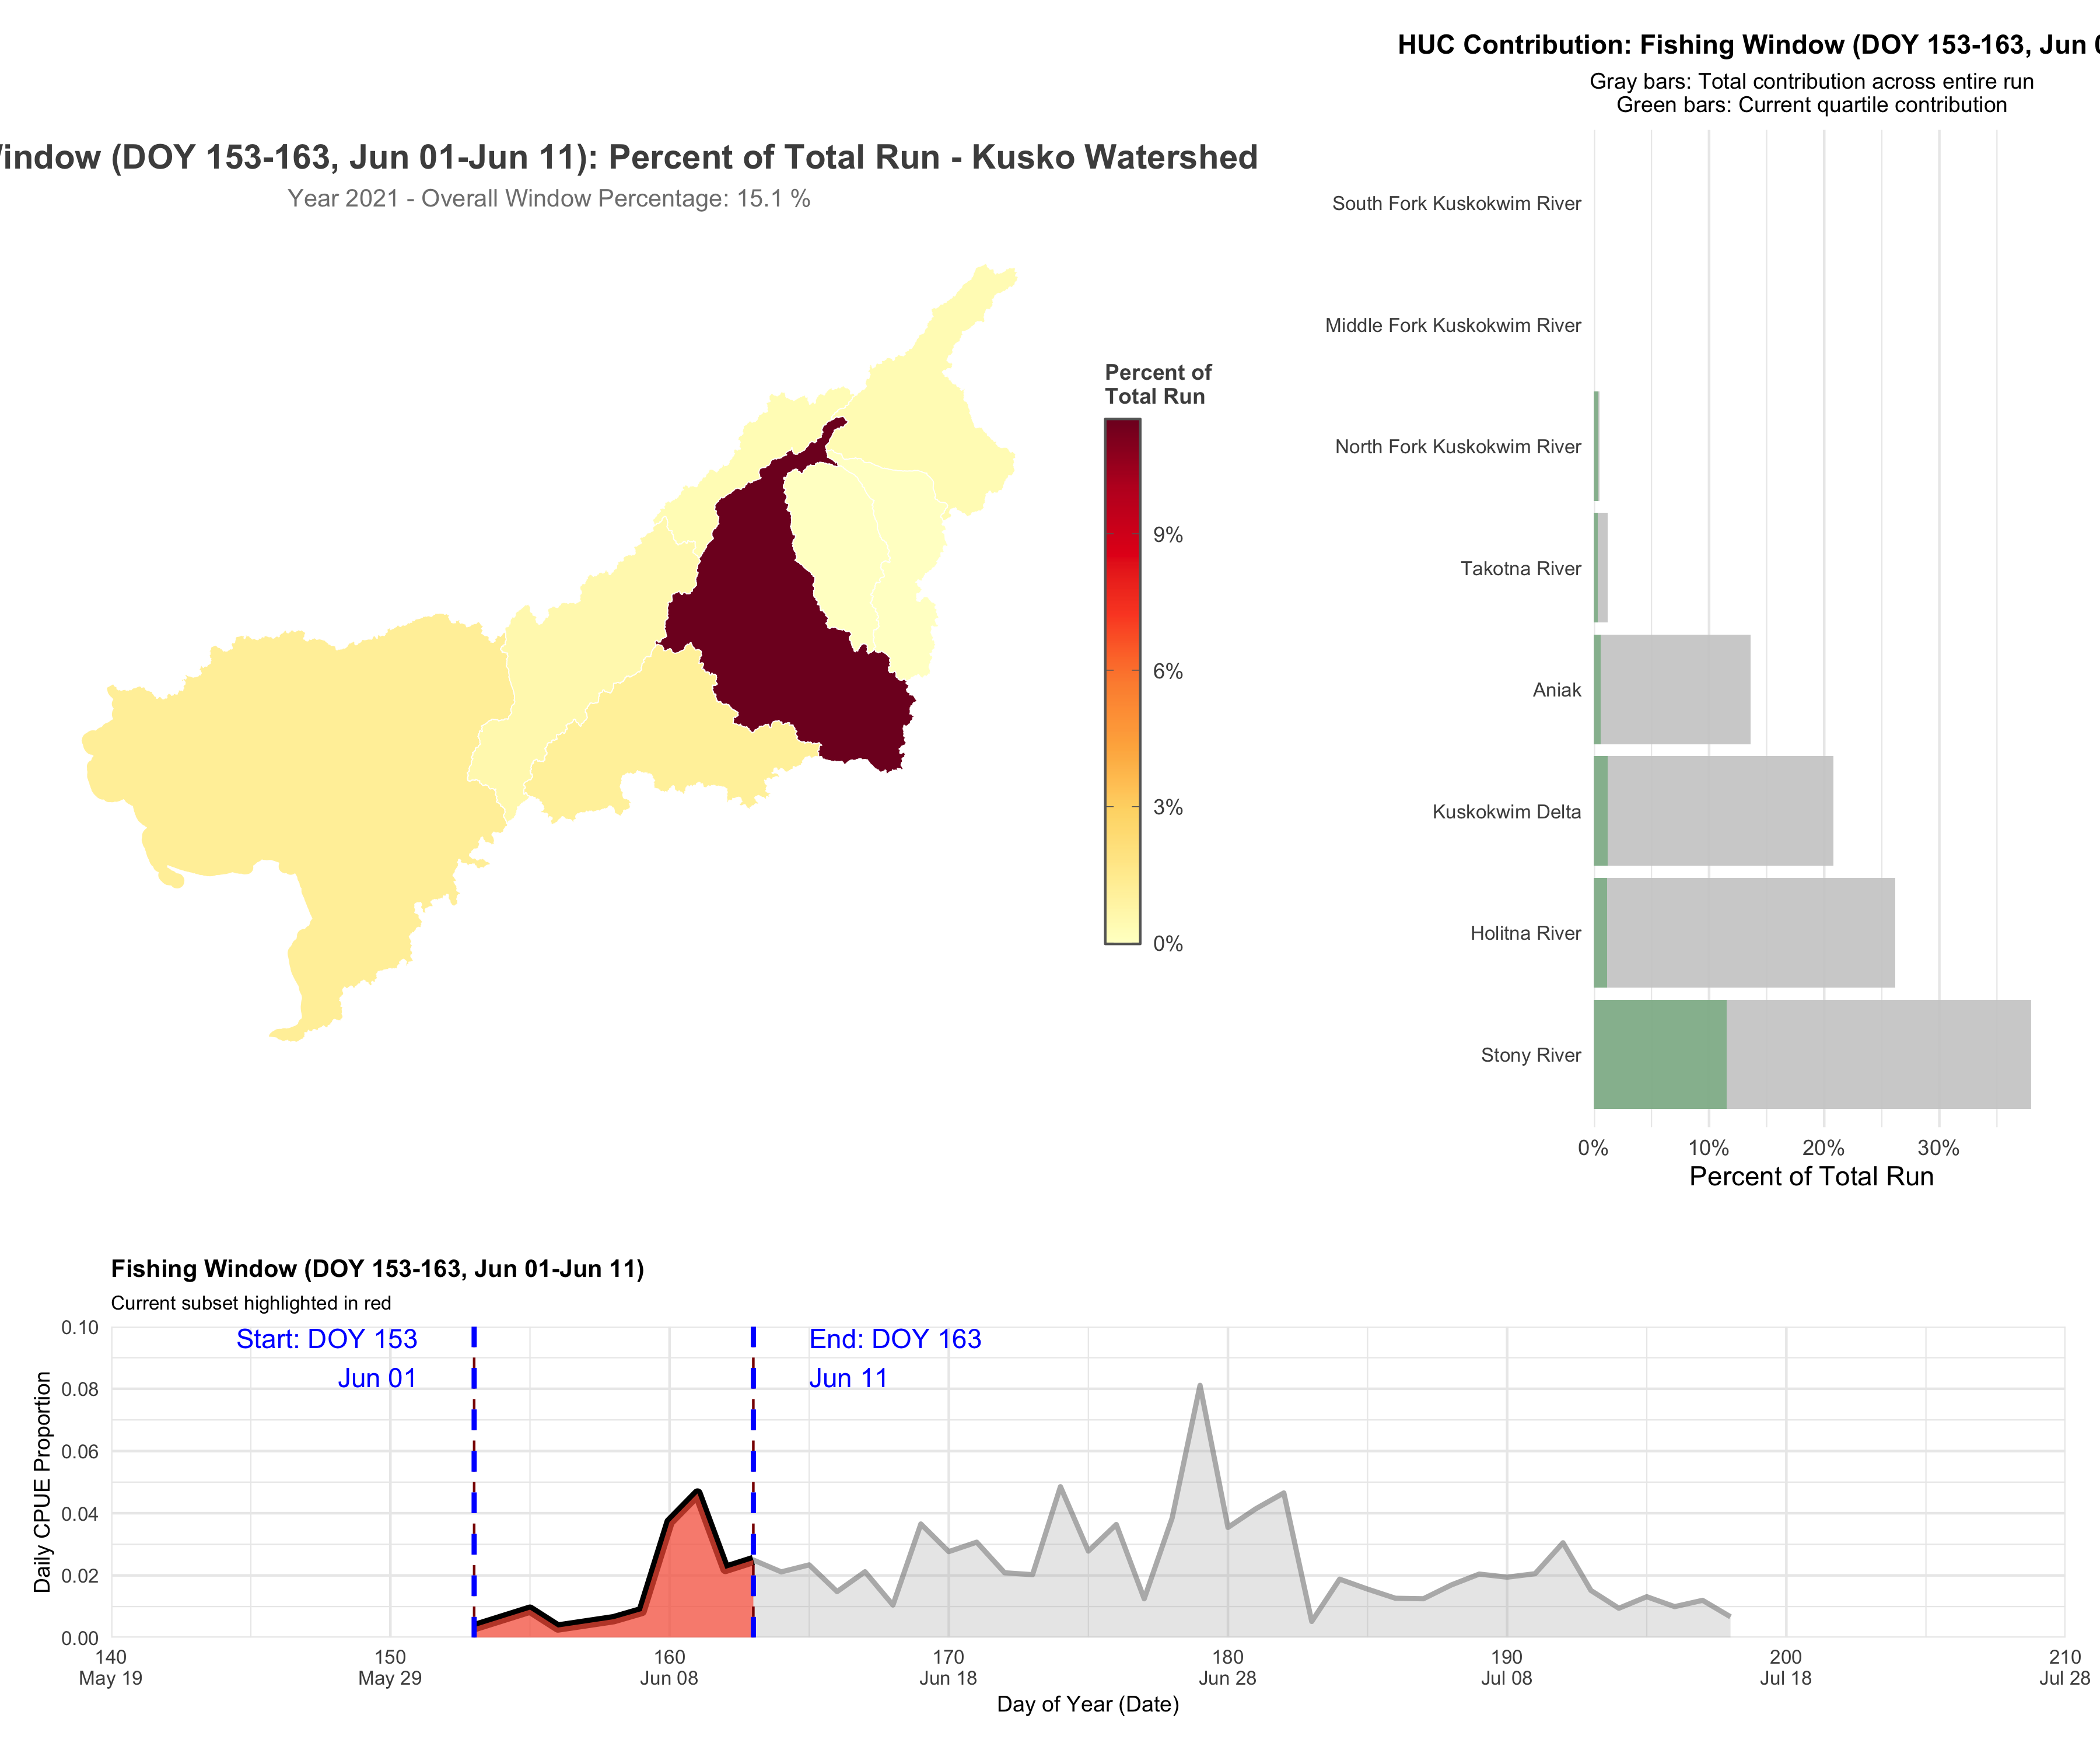 HUC Contribution: Fishing Window (DOY 153-163, Jun
Gray bars: Total contribution across entire run
Green bars: Current quartile contribution
(DOY 153-163, Jun 01-Jun 11): Percent of Total Run - Kusko Watershed
Year 2021 - Overall Window Percentage: 15.1 %
Percent of
Total Run
9%
6%
3%
0%
South Fork Kuskokwim River
Middle Fork Kuskokwim River
North Fork Kuskokwim River
Takotna River
Aniak
Kuskokwim Delta
Holitna River
Stony River
0% 10% 20% 30%
Percent of Total Run
Fishing Window (DOY 153-163, Jun 01-Jun 11)
Current subset highlighted in red
Start: DOY 153
Jun 01
End: DOY 163
Jun 11
Daily CPUE Proportion
0.10
0.08
0.06
0.04
0.02
0.00
140 150 160 170 180 190 200 210
May 19 May 29 Jun 08 Jun 18 Jun 28 Jul 08 Jul 18 Jul 28
Day of Year (Date)